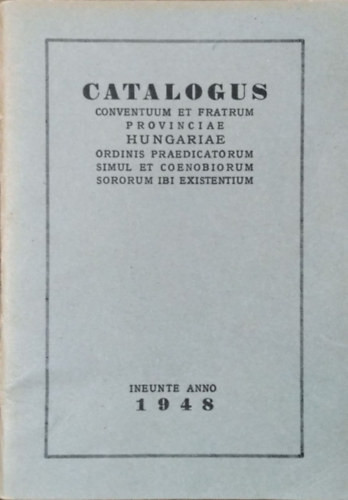 CATALOGUS
CONVENTUUM ET FRATRUM
PROVINCIAE
HUNGARIAE
ORDINIS PRAEDICATORUM
SIMUL ET COENOBIORUM
SORORUM IBI EXISTENTIUM
INEUNTE ANNO
1948